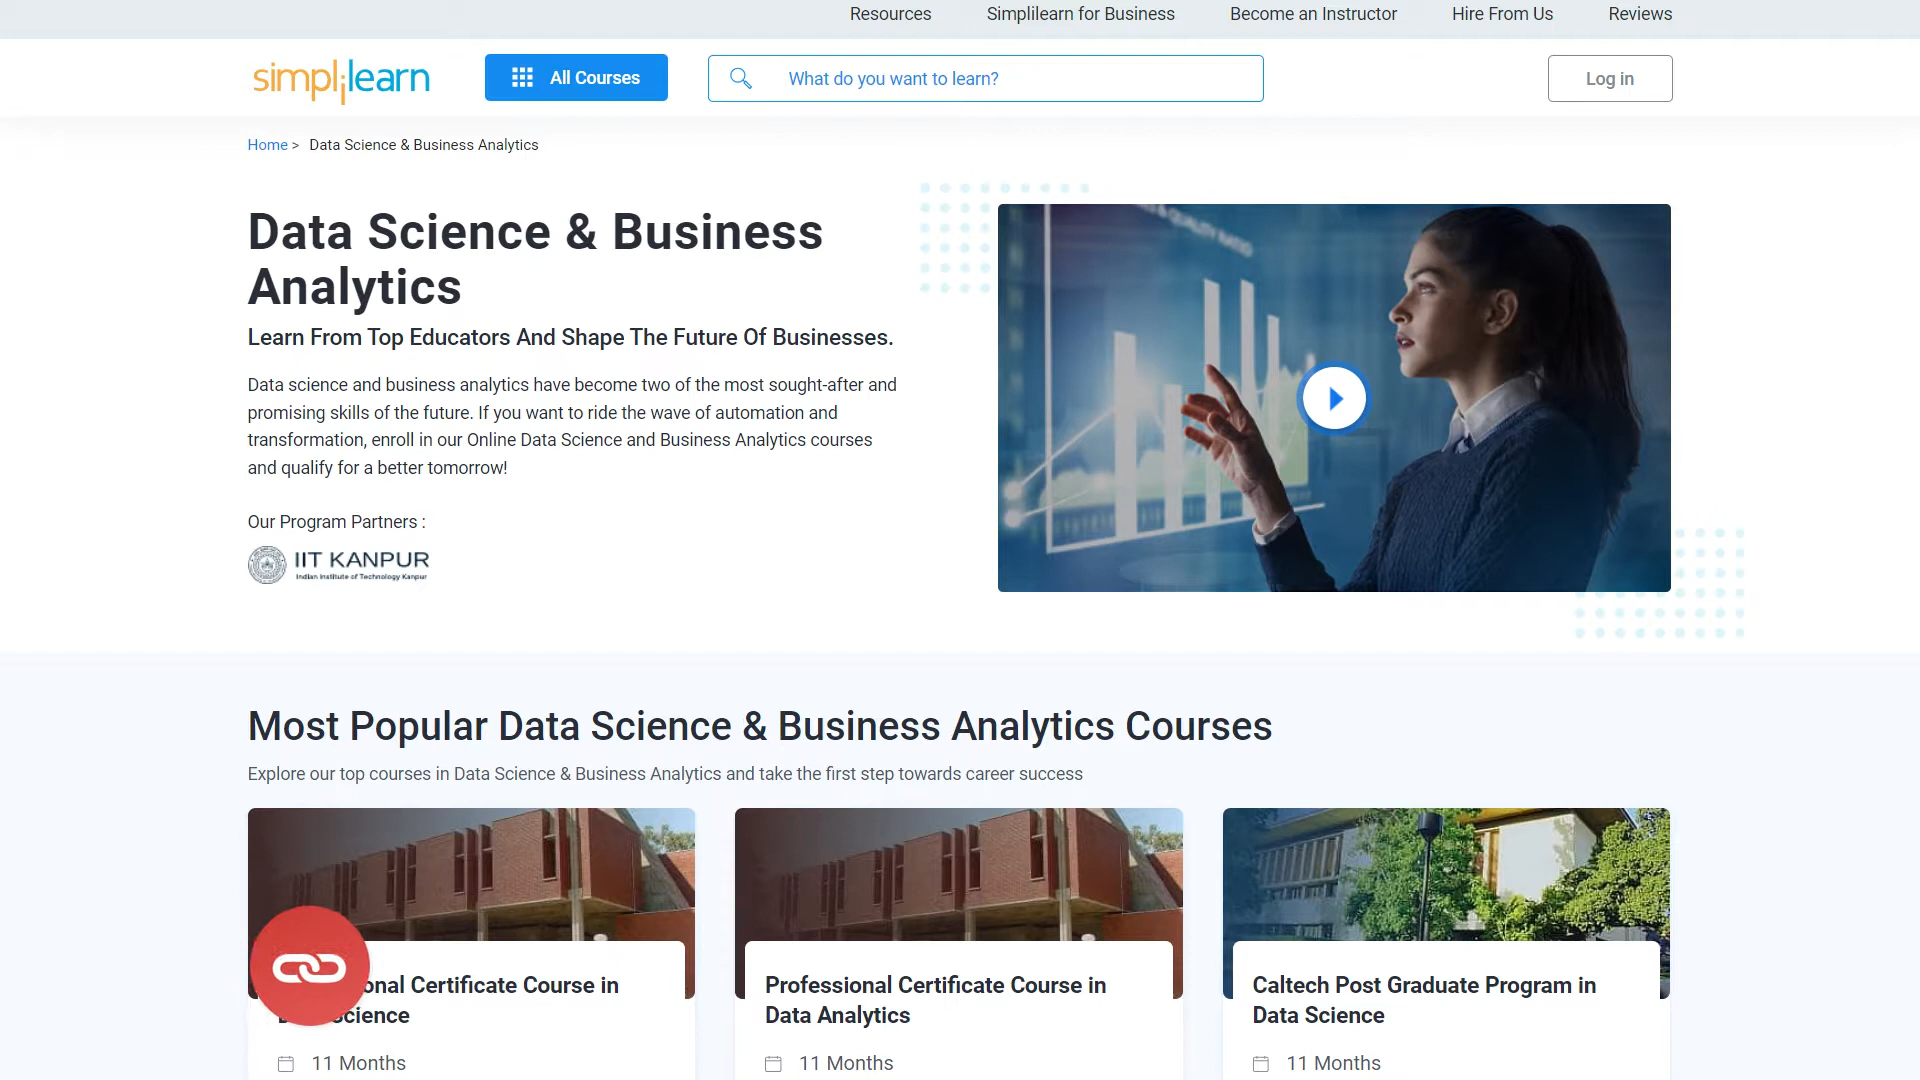 Resources Simplilearn for Business Become an Instructor Hire From Us Reviews
simplilearn All Courses What do you want to learn? Log in
Home > Data Science & Business Analytics
Data Science & Business
Analytics
Learn From Top Educators And Shape The Future Of Businesses.
Data science and business analytics have become two of the most sought-after and
promising skills of the future. If you want to ride the wave of automation and
transformation, enroll in our Online Data Science and Business Analytics courses
and qualify for a better tomorrow!
Our Program Partners :
IIT KANPUR
Indian Institute of Technology Kanpur
& QUALITY RATIO
Most Popular Data Science & Business Analytics Courses
Explore our top courses in Data Science & Business Analytics and take the first step towards career success
onal Certificate Course in
Science
11 Months
Professional Certificate Course in
Data Analytics
11 Months
Caltech Post Graduate Program in
Data Science
11 Months